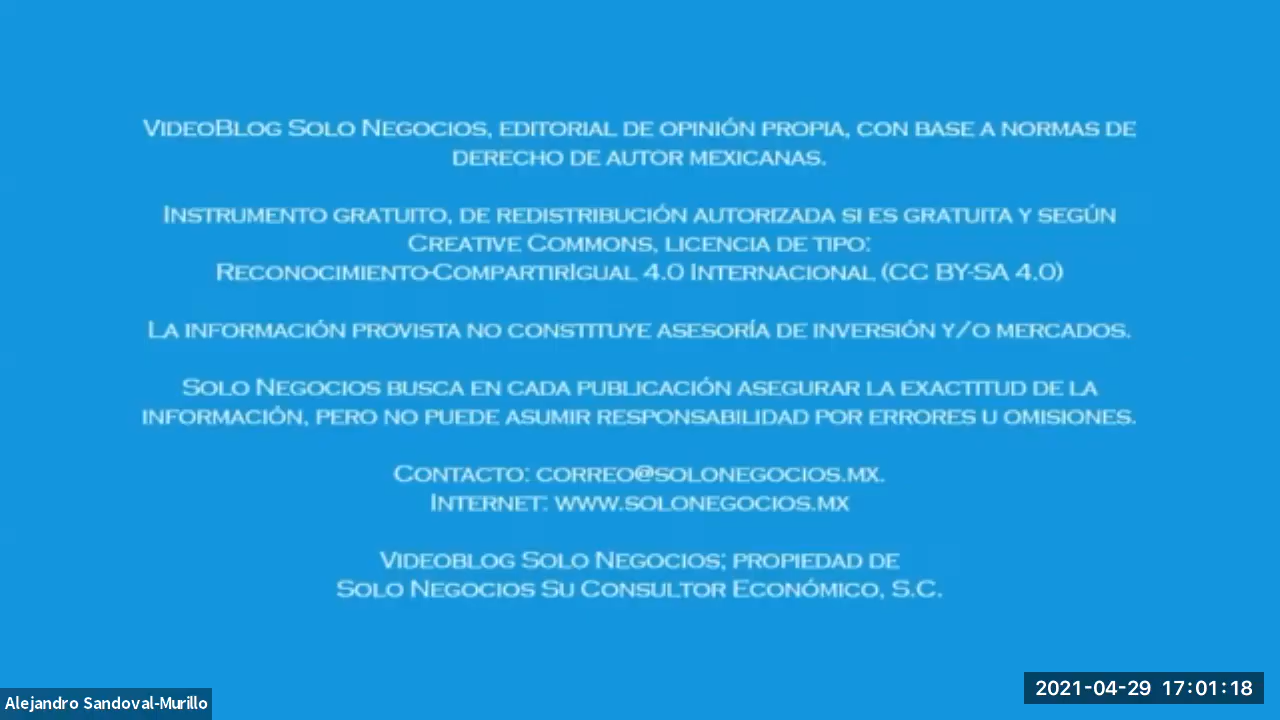 VideoBlog Solo Negocios, editorial de opinión propia, con base a normas de
derecho de autor mexicanas.
Instrumento gratuito, de redistribución autorizada si es gratuita y según
Creative Commons, licencia de tipo:
Reconocimiento-CompartirIgual 4.0 Internacional (CC BY-SA 4.0)
La información provista no constituye asesoría de inversión y/o mercados.
Solo Negocios busca en cada publicación asegurar la exactitud de la
información, pero no puede asumir responsabilidad por errores u omisiones.
Contacto: correo@solonegocios.mx.
Internet: www.solonegocios.mx
Videoblog Solo Negocios; propiedad de
Solo Negocios Su Consultor Económico, S.C.
Alejandro Sandoval-Murillo
2021-04-29 17:01:18